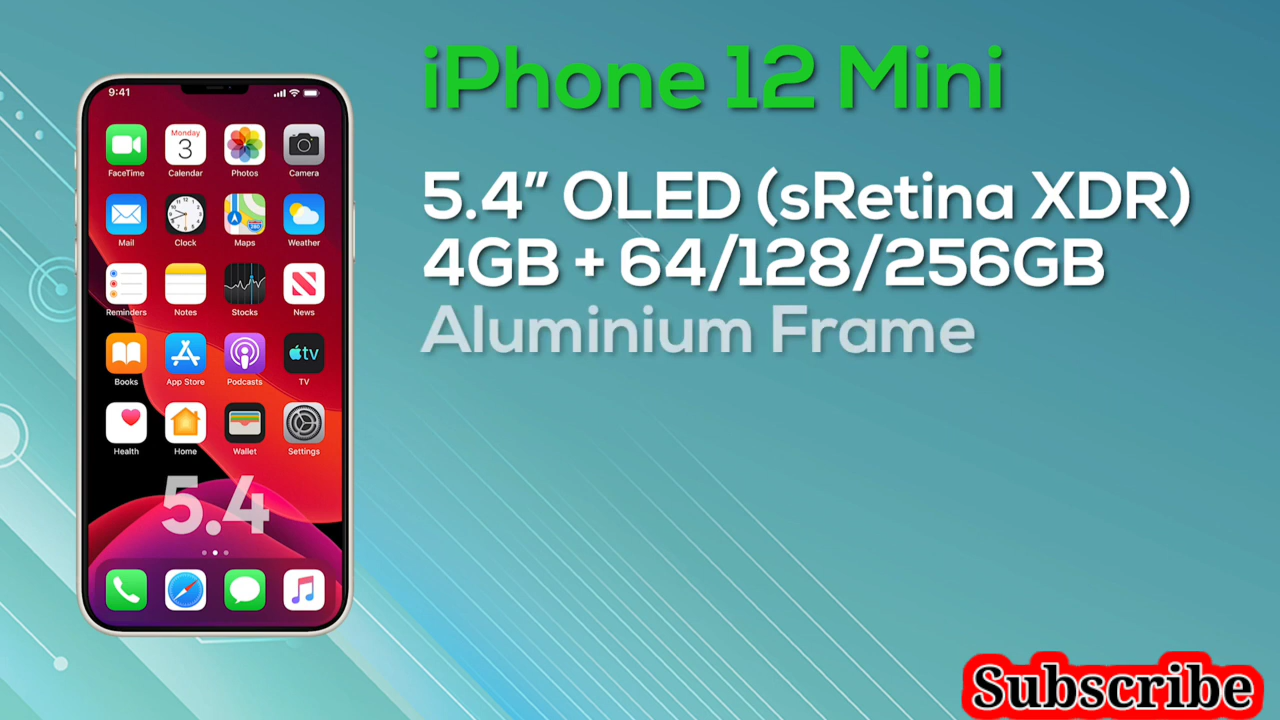 iPhone 12 Mini
5.4” OLED (sRetina XDR)
4GB + 64/128/256GB
Aluminium Frame
9:41
Monday
3
FaceTime Calendar Photos Camera
Mail Clock Maps Weather
Reminders Notes Stocks News
tv
Books App Store Podcasts TV
Health Home Wallet Settings
5.4
Subscribe